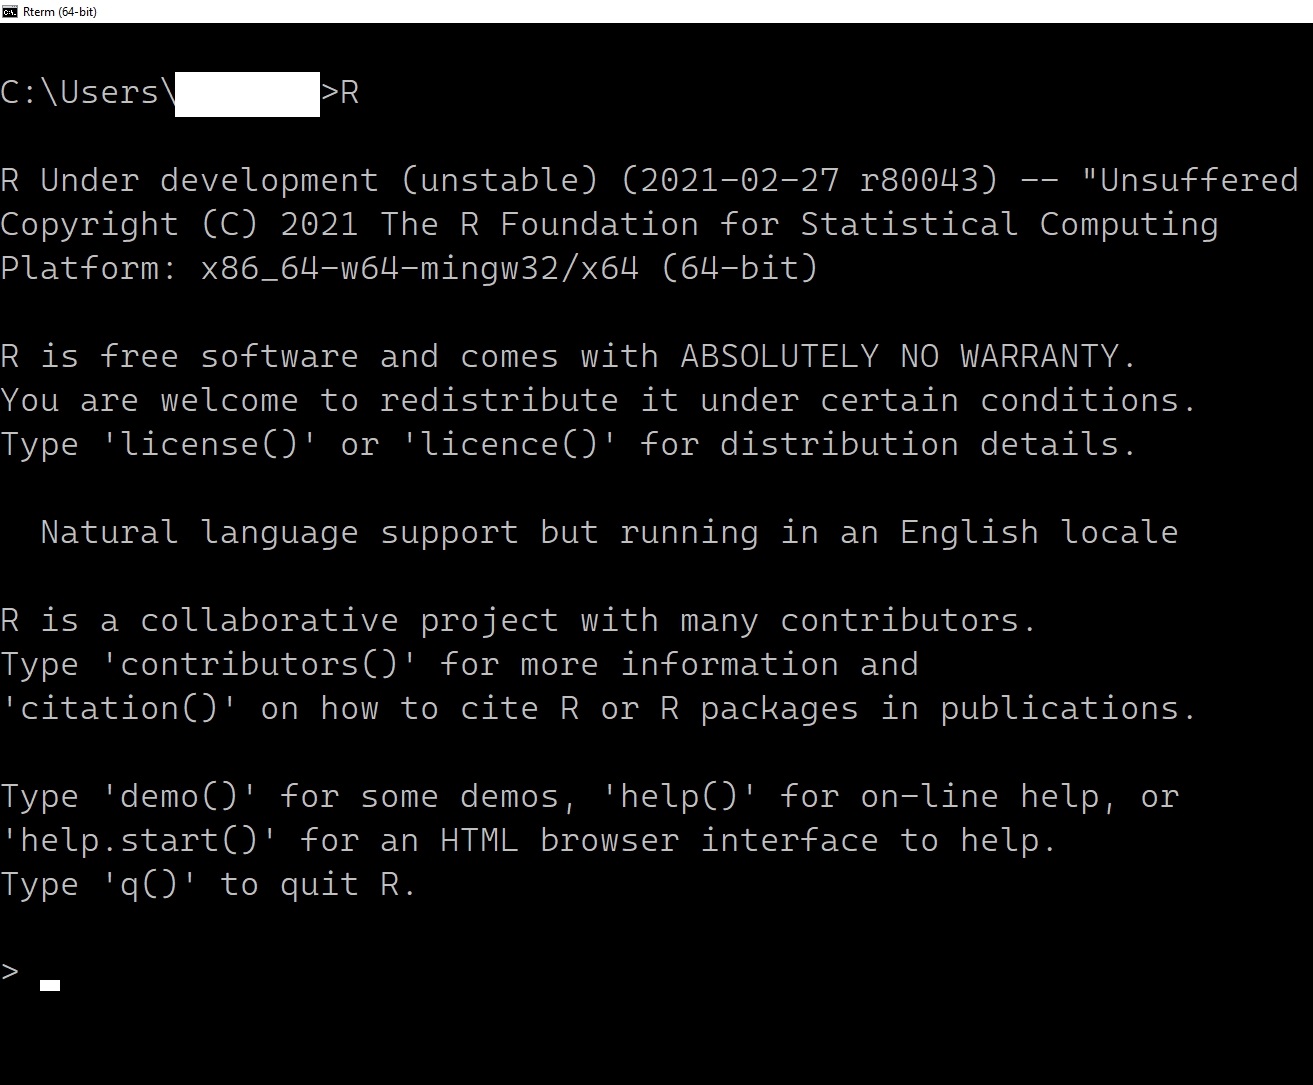 Rterm (64-bit)
C:\Users\ >R
R Under development (unstable) (2021-02-27 r80043) -- "Unsuffered
Copyright (C) 2021 The R Foundation for Statistical Computing
Platform: x86_64-w64-mingw32/x64 (64-bit)
R is free software and comes with ABSOLUTELY NO WARRANTY.
You are welcome to redistribute it under certain conditions.
Type 'license()' or 'licence()' for distribution details.
Natural language support but running in an English locale
R is a collaborative project with many contributors.
Type 'contributors()' for more information and
'citation()' on how to cite R or R packages in publications.
Type 'demo()' for some demos, 'help()' for on-line help, or
'help.start()' for an HTML browser interface to help.
Type 'q()' to quit R.
>